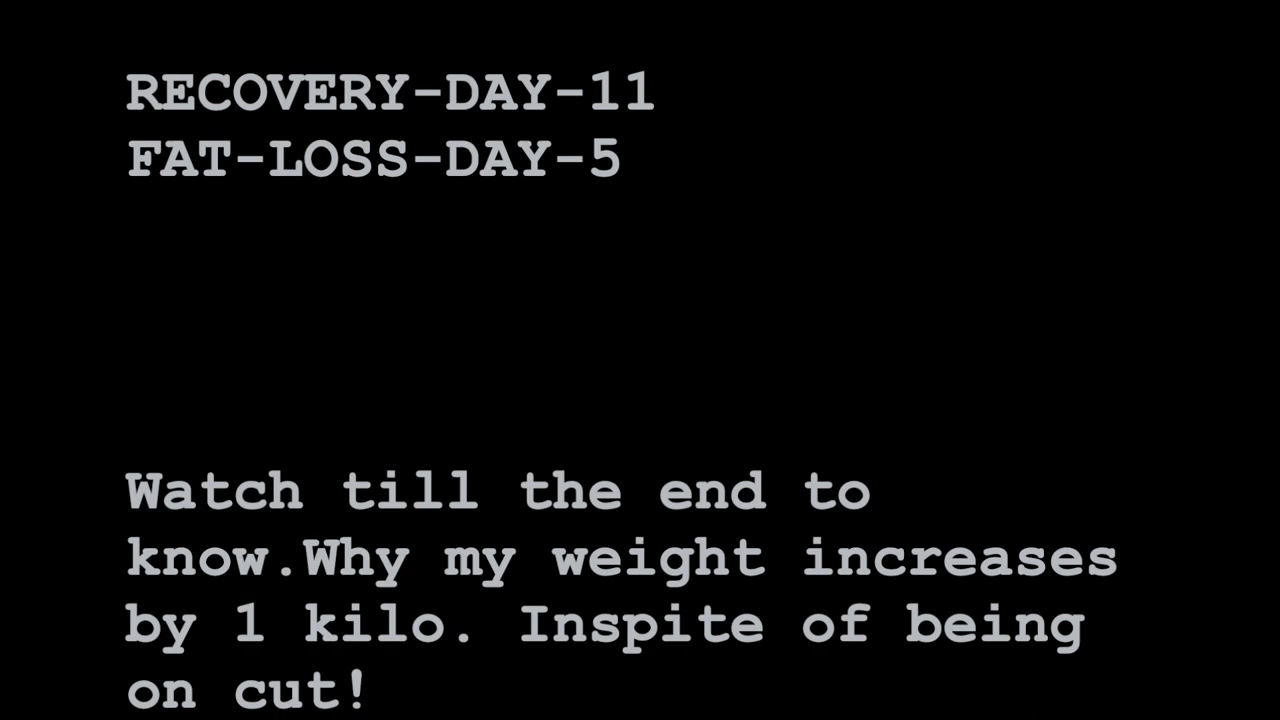 RECOVERY-DAY-11
FAT-LOSS-DAY-5
Watch till the end to
know.Why my weight increases
by 1 kilo. Inspite of being
on cut!